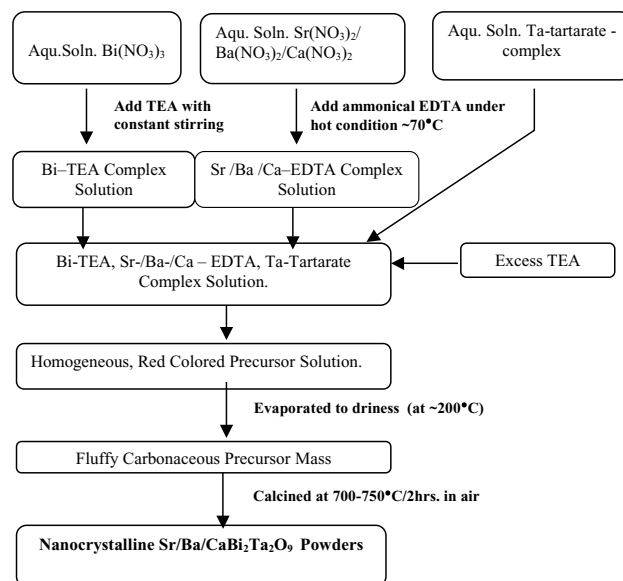 Aqu.Soln. Bi(NO₃)₃
Aqu. Soln. Sr(NO₃)₂/
Ba(NO₃)₂/Ca(NO₃)₂
Aqu. Soln. Ta-tartarate -
complex
Add TEA with
constant stirring
Add ammonical EDTA under
hot condition ~70°C
Bi–TEA Complex
Solution
Sr /Ba /Ca–EDTA Complex
Solution
Bi-TEA, Sr-/Ba-/Ca – EDTA, Ta-Tartarate
Complex Solution.
Excess TEA
Homogeneous, Red Colored Precursor Solution.
Evaporated to driness (at ~200°C)
Fluffy Carbonaceous Precursor Mass
Calcined at 700-750°C/2hrs. in air
Nanocrystalline Sr/Ba/CaBi₂Ta₂O₉ Powders